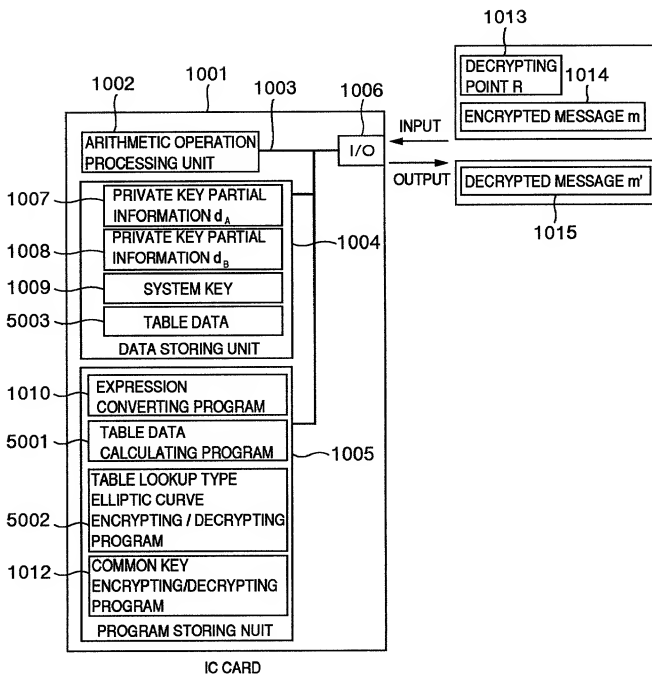 1013
1002
1001
1003
1006
DECRYPTING
POINT R
1014
ENCRYPTED MESSAGE m
ARITHMETIC OPERATION
PROCESSING UNIT
I/O
INPUT
OUTPUT
DECRYPTED MESSAGE m'
1015
1007
PRIVATE KEY PARTIAL
INFORMATION dA
1004
1008
PRIVATE KEY PARTIAL
INFORMATION dB
1009
SYSTEM KEY
5003
TABLE DATA
DATA STORING UNIT
1010
EXPRESSION
CONVERTING PROGRAM
5001
TABLE DATA
CALCULATING PROGRAM
1005
5002
TABLE LOOKUP TYPE
ELLIPTIC CURVE
ENCRYPTING / DECRYPTING
PROGRAM
1012
COMMON KEY
ENCRYPTING/DECRYPTING
PROGRAM
PROGRAM STORING NUIT
IC CARD